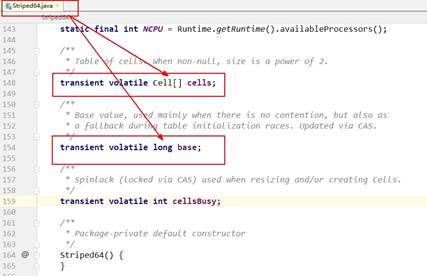 Striped64.java ×
Striped64
143 static final int NCPU = Runtime.getRuntime().availableProcessors();
144
145 /**
146 * Table of cells. When non-null, size is a power of 2.
147 */
148 transient volatile Cell[] cells;
149
150 /**
151 * Base value, used mainly when there is no contention, but also as
152 * a fallback during table initialization races. Updated via CAS.
153 */
154 transient volatile long base;
155
156 /**
157 * Spinlock (locked via CAS) used when resizing and/or creating Cells.
158 */
159 transient volatile int cellsBusy;
160
161 /**
162 * Package-private default constructor
163 */
164 @ Striped64() {
165 }